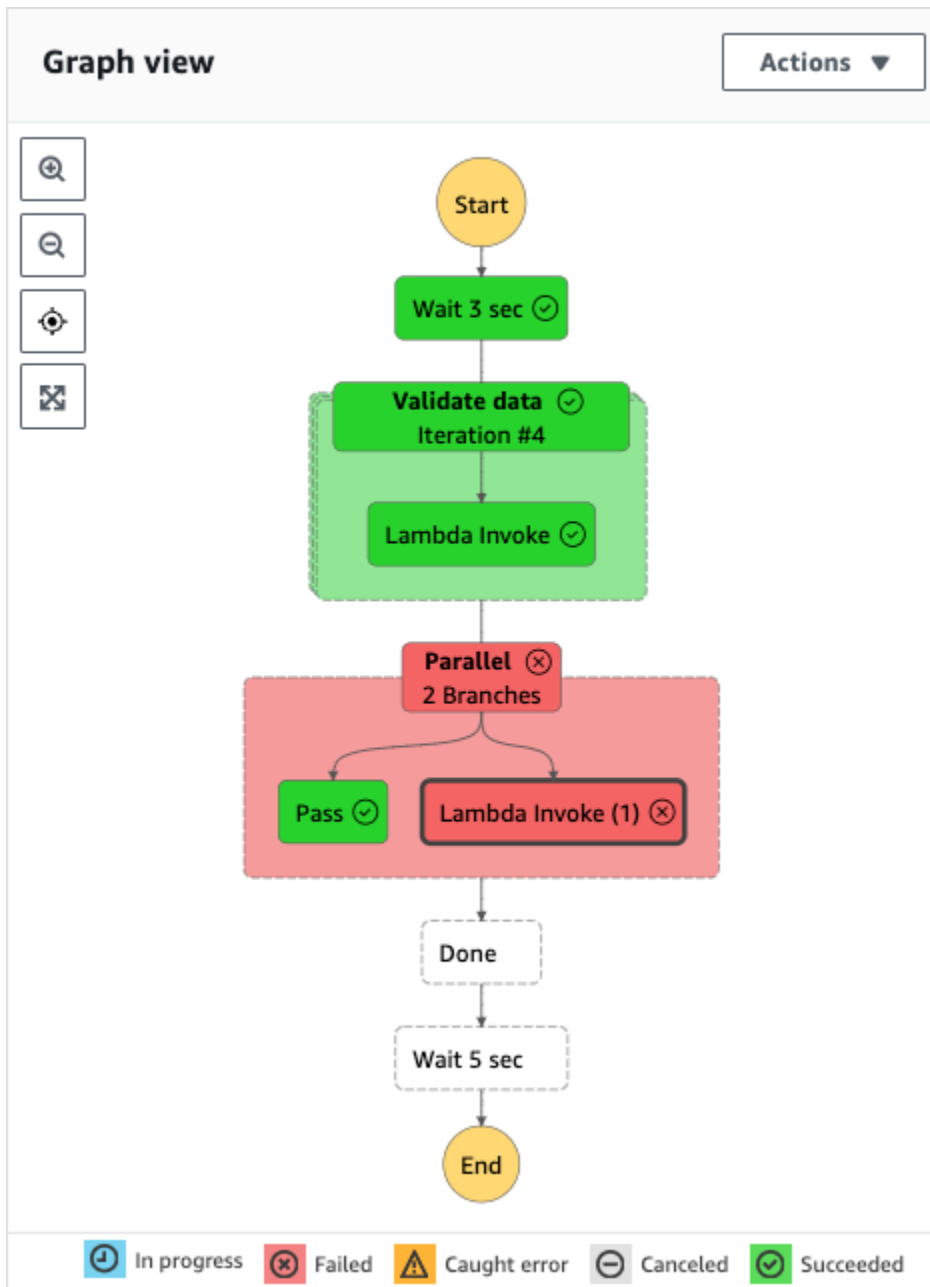 Graph view
Actions
Start
Wait 3 sec
Validate data
Iteration #4
Lambda Invoke
Parallel
2 Branches
Pass
Lambda Invoke (1)
Done
Wait 5 sec
End
In progress
Failed
Caught error
Canceled
Succeeded